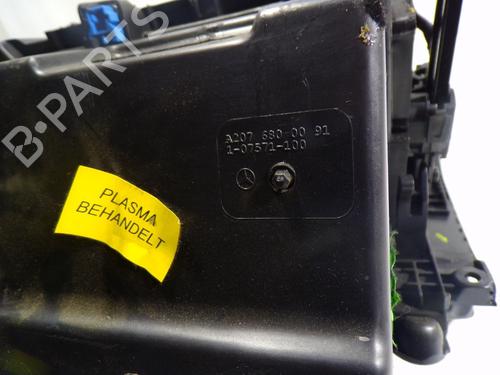 B-PARTS
A207 680 00 91
1-07571-100
PLASMA
BEHANDELT